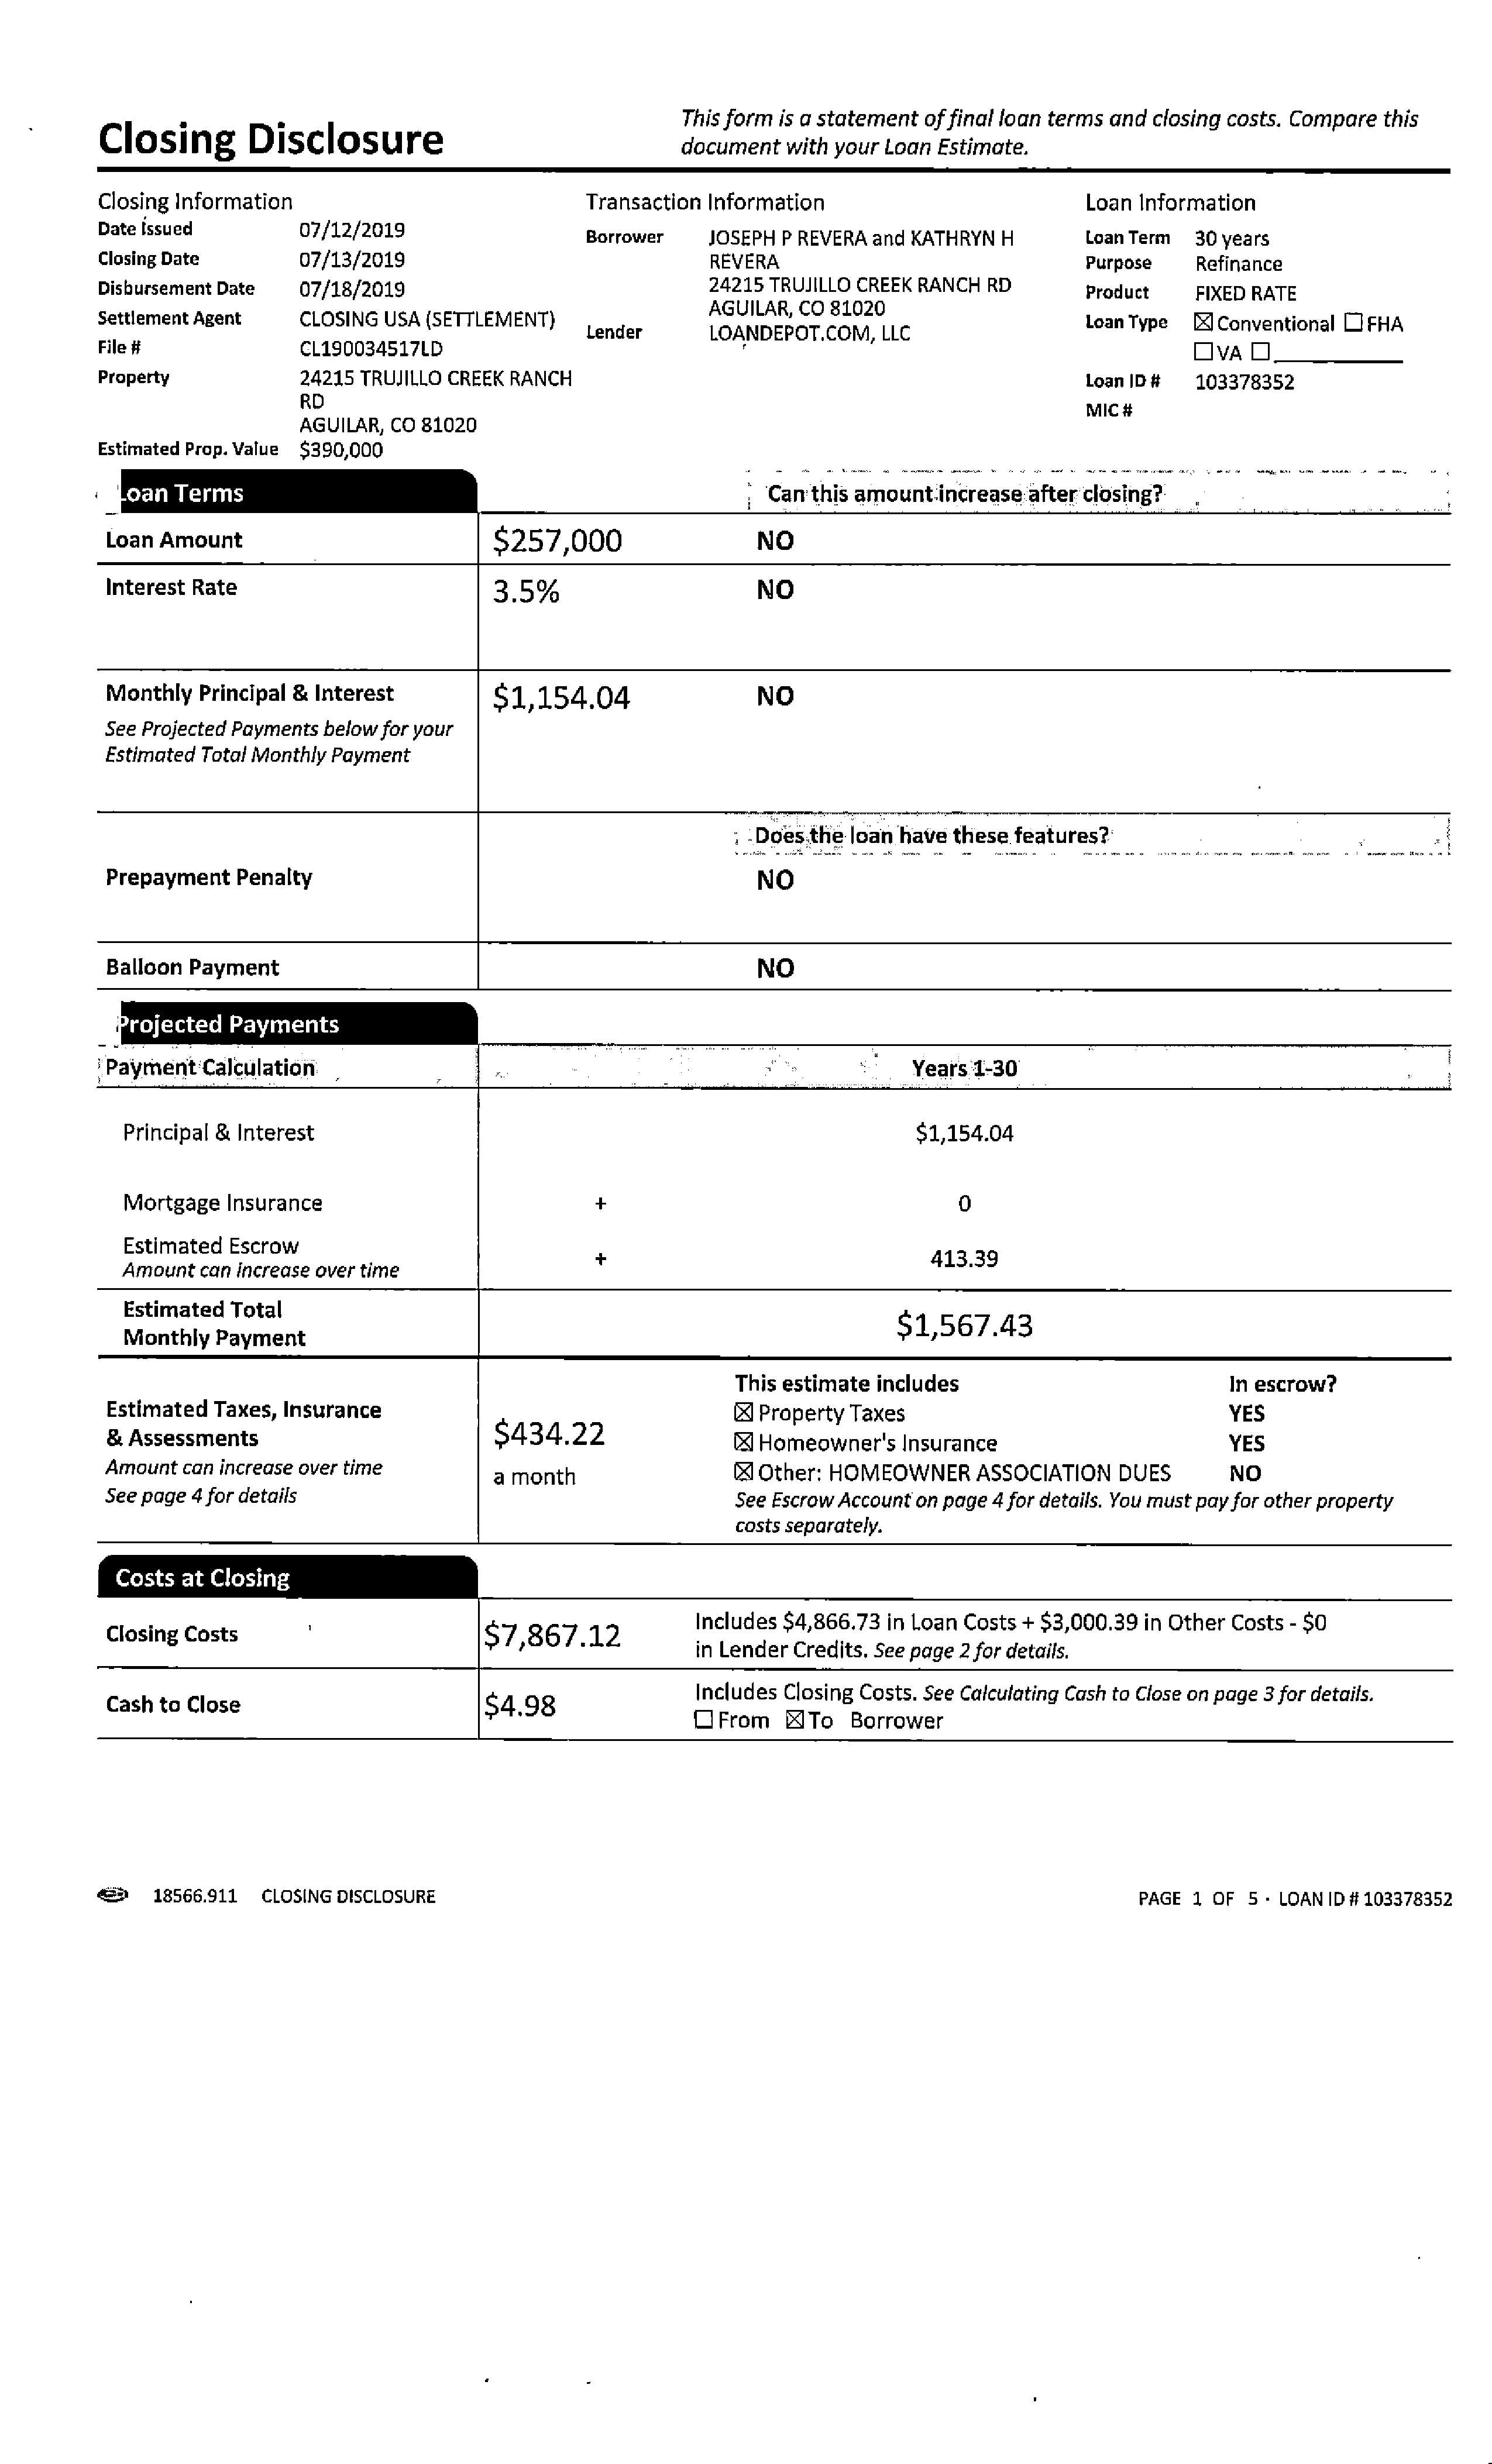 Closing Disclosure
This form is a statement of final loan terms and closing costs. Compare this
document with your Loan Estimate.
Closing Information
Date Issued 07/12/2019
Closing Date 07/13/2019
Disbursement Date 07/18/2019
Settlement Agent CLOSING USA (SETTLEMENT)
File # CL190034517LD
Property 24215 TRUJILLO CREEK RANCH
RD
AGUILAR, CO 81020
Estimated Prop. Value $390,000
Transaction Information
Borrower JOSEPH P REVERA and KATHRYN H
REVERA
24215 TRUJILLO CREEK RANCH RD
AGUILAR, CO 81020
Lender LOANDEPOT.COM, LLC
Loan Information
Loan Term 30 years
Purpose Refinance
Product FIXED RATE
Loan Type ☒ Conventional ☐ FHA
☐ VA ☐
Loan ID # 103378352
MIC #
Loan Terms Can this amount increase after closing?
Loan Amount $257,000 NO
Interest Rate 3.5% NO
Monthly Principal & Interest $1,154.04 NO
See Projected Payments below for your
Estimated Total Monthly Payment
Does the loan have these features?
Prepayment Penalty NO
Balloon Payment NO
Projected Payments
Payment Calculation Years 1-30
Principal & Interest $1,154.04
Mortgage Insurance + 0
Estimated Escrow
Amount can increase over time + 413.39
Estimated Total
Monthly Payment $1,567.43
Estimated Taxes, Insurance
& Assessments
Amount can increase over time
See page 4 for details
$434.22
a month
This estimate includes In escrow?
☒ Property Taxes YES
☒ Homeowner's Insurance YES
☒ Other: HOMEOWNER ASSOCIATION DUES NO
See Escrow Account on page 4 for details. You must pay for other property
costs separately.
Costs at Closing
Closing Costs $7,867.12 Includes $4,866.73 in Loan Costs + $3,000.39 in Other Costs - $0
in Lender Credits. See page 2 for details.
Cash to Close $4.98 Includes Closing Costs. See Calculating Cash to Close on page 3 for details.
☐ From ☒ To Borrower
18566.911 CLOSING DISCLOSURE
PAGE 1 OF 5 · LOAN ID # 103378352